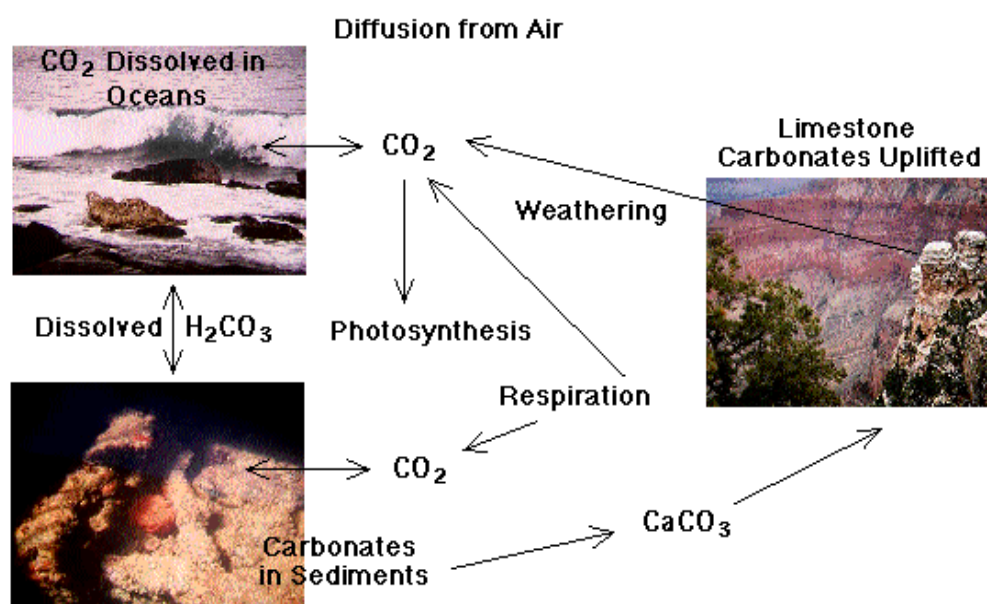 Diffusion from Air
CO₂ Dissolved in
Oceans
CO₂
Limestone
Carbonates Uplifted
Weathering
Dissolved
H₂CO₃
Photosynthesis
Respiration
CO₂
CaCO₃
Carbonates
in Sediments